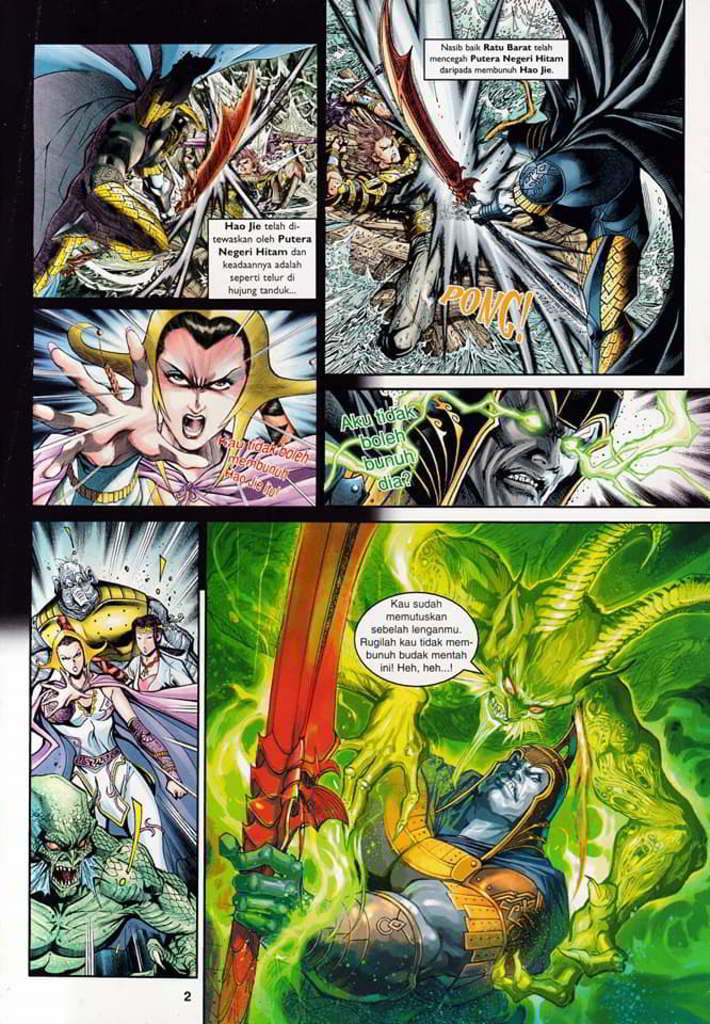 Hao Jie telah di-
tewaskan oleh Putera
Negeri Hitam dan
keadaannya adalah
seperti telur di
hujung tanduk...
Nasib baik Ratu Barat telah
mencegah Putera Negeri Hitam
daripada membunuh Hao Jie.
PONG!
Kau tidak
boleh
membunuh
Hao Jie!
Aku tidak
boleh
bunuh
dia?
Kau sudah
memutuskan
sebelah lenganmu.
Rugilah kau tidak mem-
bunuh budak mentah
ini! Heh, heh...!
2